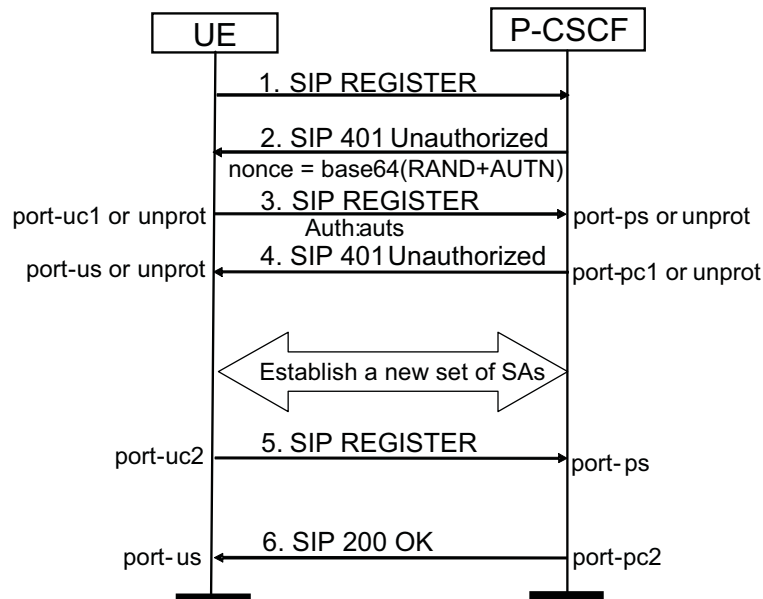 UE
P-CSCF
1. SIP REGISTER
2. SIP 401 Unauthorized
nonce = base64(RAND+AUTN)
port-uc1 or unprot
3. SIP REGISTER
port-ps or unprot
Auth:auts
port-us or unprot
4. SIP 401 Unauthorized
port-pc1 or unprot
Establish a new set of SAs
port-uc2
5. SIP REGISTER
port-ps
port-us
6. SIP 200 OK
port-pc2